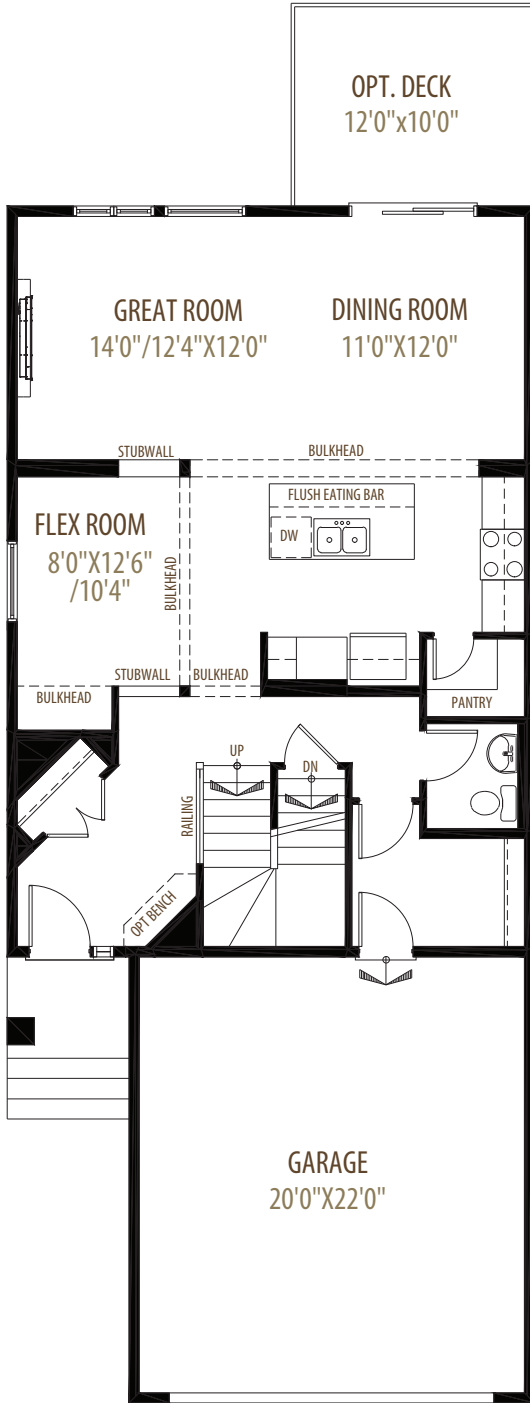 OPT. DECK
12'0"x10'0"
GREAT ROOM
14'0"/12'4"X12'0"
DINING ROOM
11'0"X12'0"
STUBWALL
BULKHEAD
FLUSH EATING BAR
DW
FLEX ROOM
8'0"X12'6"
/10'4"
BULKHEAD
STUBWALL
BULKHEAD
BULKHEAD
PANTRY
UP
DN
RAILING
OPT BENCH
GARAGE
20'0"X22'0"